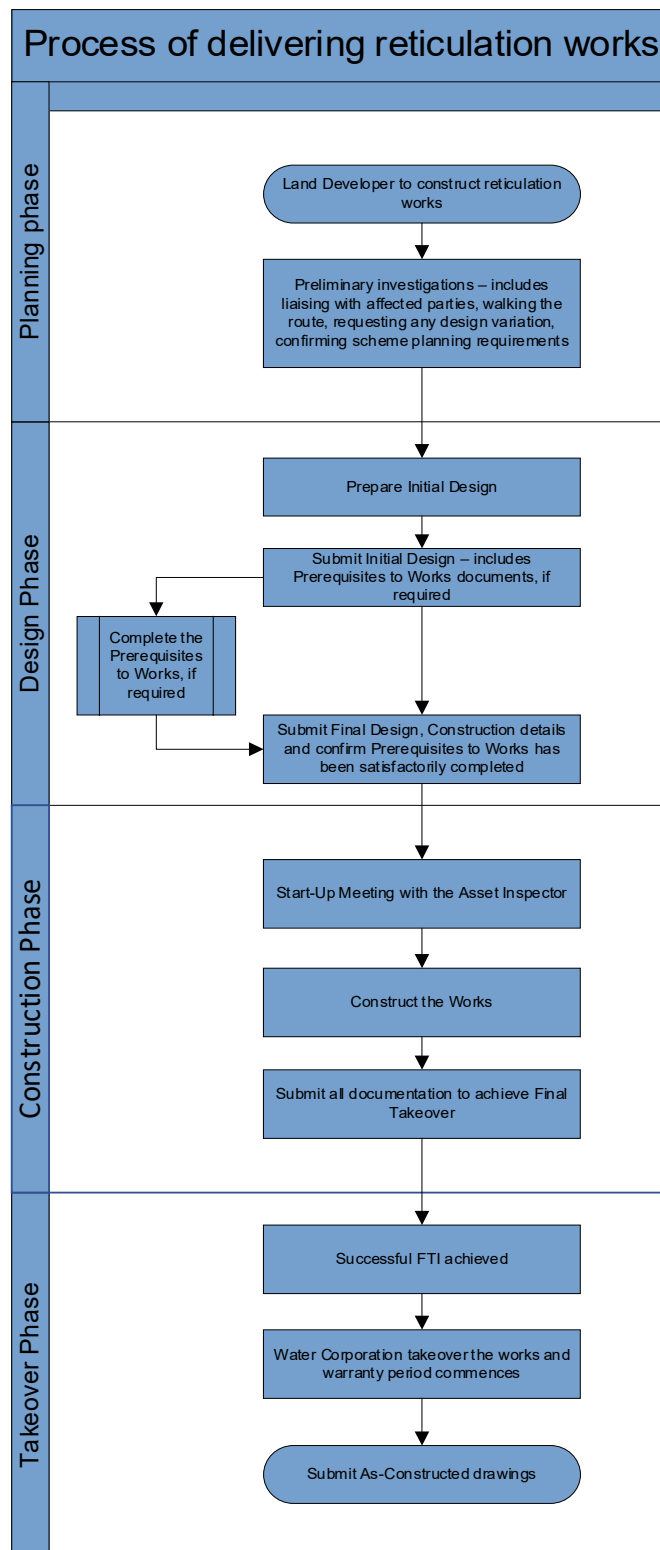 Process of delivering reticulation works
Planning phase
Land Developer to construct reticulation
works
Preliminary investigations – includes
liaising with affected parties, walking the
route, requesting any design variation,
confirming scheme planning requirements
Design Phase
Prepare Initial Design
Submit Initial Design – includes
Prerequisites to Works documents, if
required
Complete the
Prerequisites
to Works, if
required
Submit Final Design, Construction details
and confirm Prerequisites to Works has
been satisfactorily completed
Construction Phase
Start-Up Meeting with the Asset Inspector
Construct the Works
Submit all documentation to achieve Final
Takeover
Takeover Phase
Successful FTI achieved
Water Corporation takeover the works and
warranty period commences
Submit As-Constructed drawings